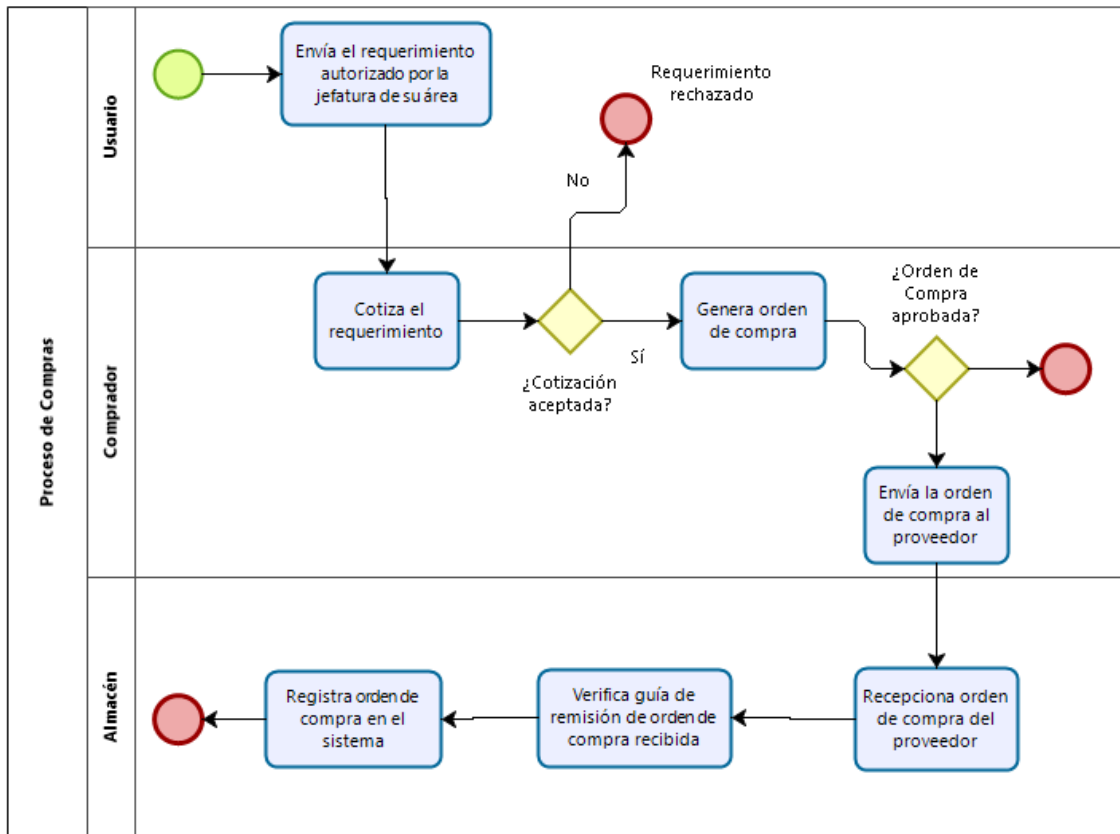 Proceso de Compras
Usuario
Envía el requerimiento
autorizado por la
jefatura de su área
Requerimiento
rechazado
No
Comprador
Cotiza el
requerimiento
¿Cotización
aceptada?
Sí
Genera orden
de compra
¿Orden de
Compra
aprobada?
Envía la orden
de compra al
proveedor
Almacén
Recepciona orden
de compra del
proveedor
Verifica guía de
remisión de orden de
compra recibida
Registra orden de
compra en el
sistema